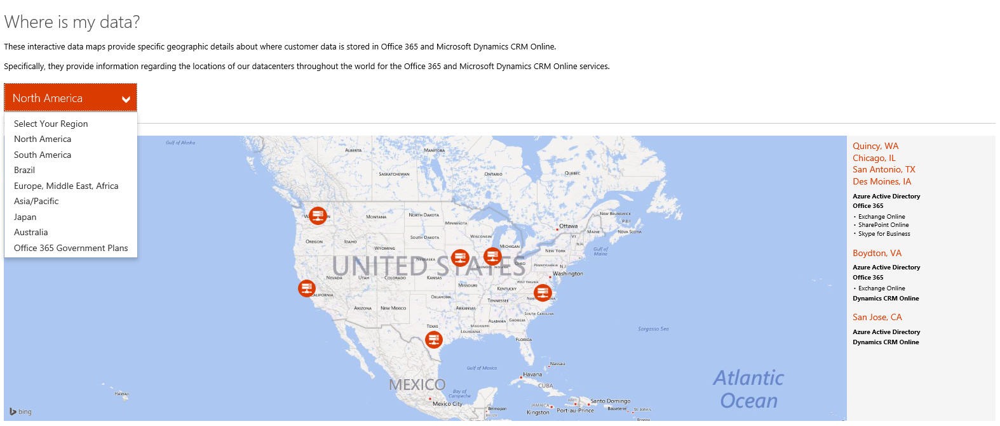 Where is my data?
These interactive data maps provide specific geographic details about where customer data is stored in Office 365 and Microsoft Dynamics CRM Online.
Specifically, they provide information regarding the locations of our datacenters throughout the world for the Office 365 and Microsoft Dynamics CRM Online services.
North America
Select Your Region
North America
South America
Brazil
Europe, Middle East, Africa
Asia/Pacific
Japan
Australia
Office 365 Government Plans
Gulf of Alaska
ALBERTA
MANITOBA
SASKATCHEWAN
ONTARIO
QUEBEC
MONTANA
NORTH DAKOTA
MINNESOTA
NEW BRUNSWICK
P.E.I
Ottawa
MAINE
NOVA SCOTIA
OREGON
IDAHO
SOUTH DAKOTA
WISCONSIN
MICHIGAN
VT
N.H.
WYOMING
NEW YORK
Gulf of
Maine
NEBRASKA
UNITED STATES
ILLINOIS
INDIANA
OHIO
PENNSYLVANIA
N.J
Washington
NEVADA
UTAH
COLORADO
KANSAS
MISSOURI
WEST VIRGINIA
KENTUCKY
CALIFORNIA
OKLAHOMA
TENNESSEE
ARIZONA
NEW MEXICO
ARKANSAS
SOUTH CAROLINA
TEXAS
MISSISSIPPI
ALABAMA
GEORGIA
LOUISIANA
FLORIDA
Sargasso Sea
Gulf of Mexico
Nassau
Havana
MEXICO
CUBA
Bay of
Campeche
Mexico City
HAWAII
Belmopan
BELIZE
JAMAICA
Kingston
HAITI
Port-au-Prince
Santo Domingo
Basseterre
St. John's
Roseau
Atlantic
Ocean
bing
Quincy, WA
Chicago, IL
San Antonio, TX
Des Moines, IA
Azure Active Directory
Office 365
• Exchange Online
• SharePoint Online
• Skype for Business
Boydton, VA
Azure Active Directory
Office 365
• Exchange Online
Dynamics CRM Online
San Jose, CA
Azure Active Directory
Dynamics CRM Online